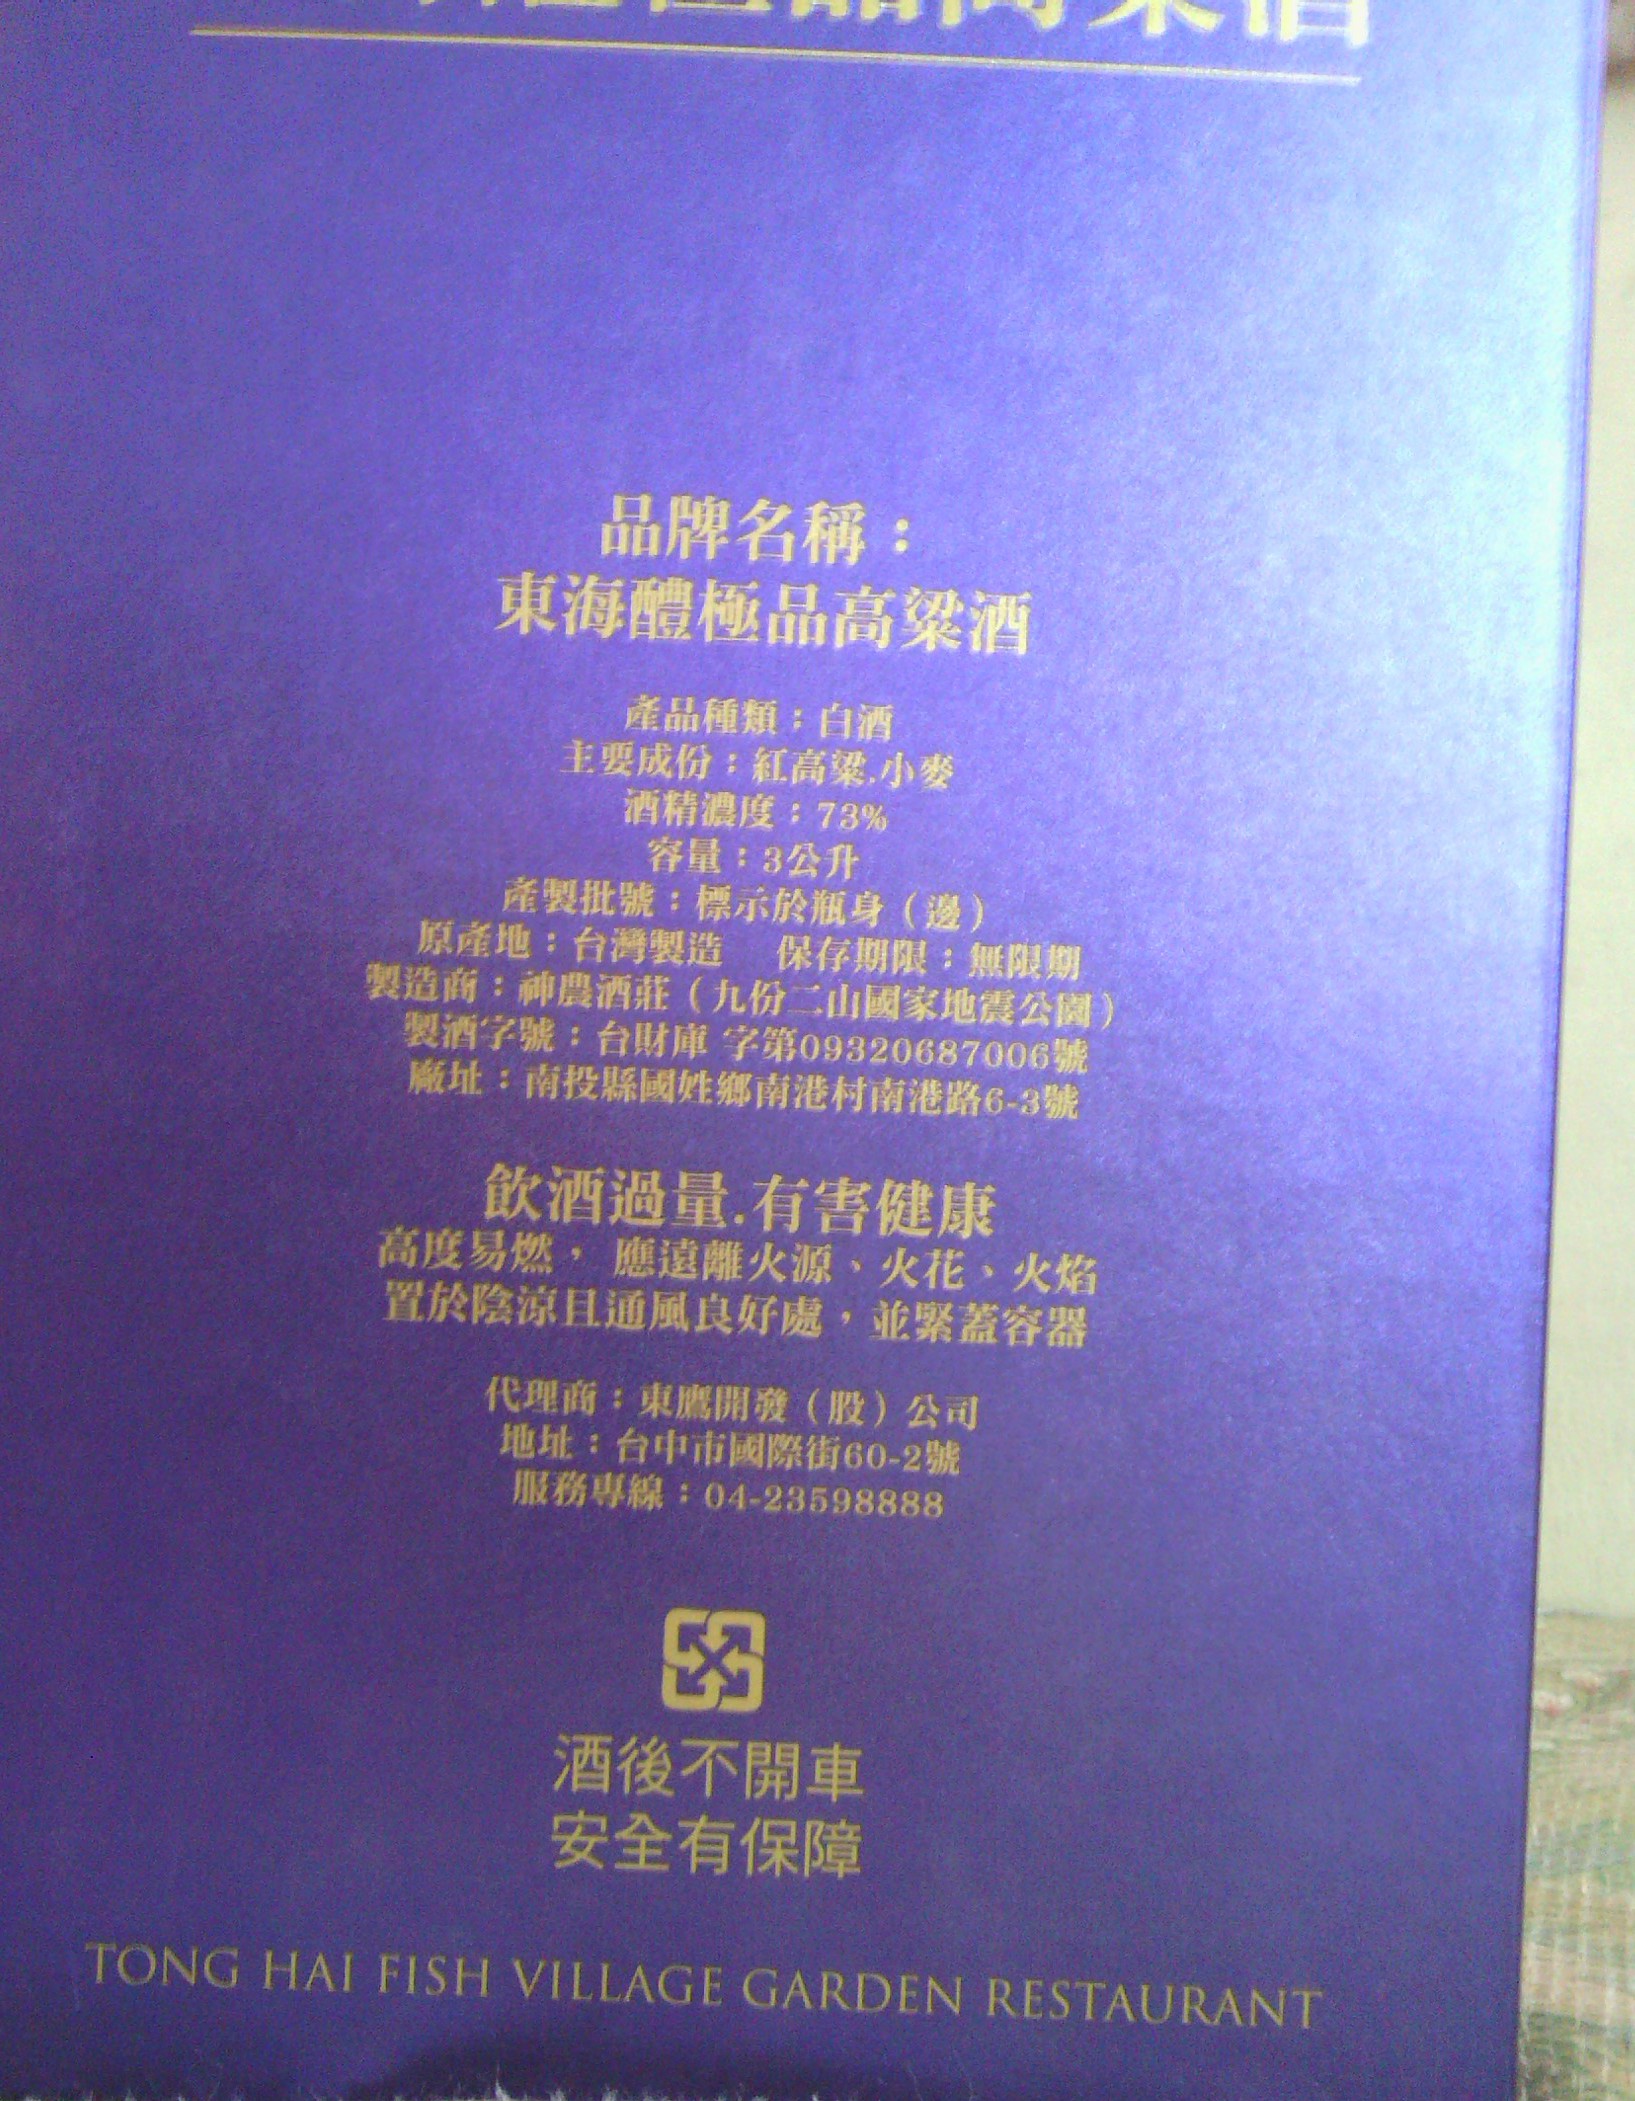 極品高粱酒
品牌名稱：
東海醴極品高粱酒
產品種類：白酒
主要成份：紅高粱.小麥
酒精濃度：73%
容量：3公升
產製批號：標示於瓶身（邊）
原產地：台灣製造 保存期限：無限期
製造商：神農酒莊（九份二山國家地震公園）
製酒字號：台財庫 字第09320687006號
廠址：南投縣國姓鄉南港村南港路6-3號
飲酒過量.有害健康
高度易燃， 應遠離火源、火花、火焰
置於陰涼且通風良好處，並緊蓋容器
代理商：東鷹開發（股）公司
地址：台中市國際街60-2號
服務專線：04-23598888
酒後不開車
安全有保障
TONG HAI FISH VILLAGE GARDEN RESTAURANT